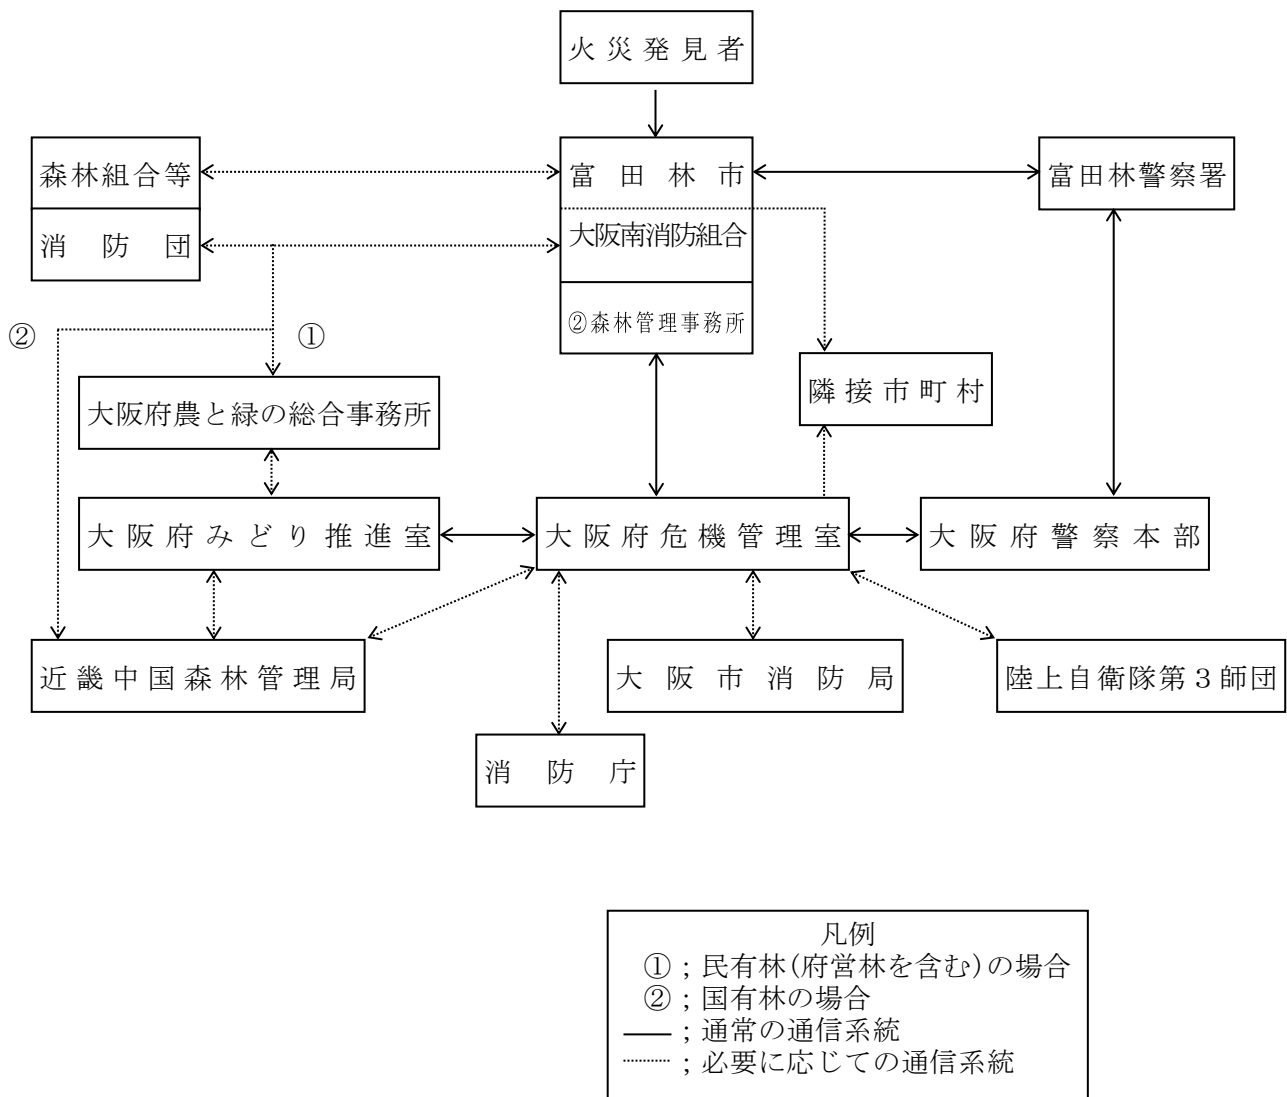 火災発見者
森林組合等
富田林市
富田林警察署
消防団
大阪南消防組合
②森林管理事務所
②
①
隣接市町村
大阪府農と緑の総合事務所
大阪府みどり推進室
大阪府危機管理室
大阪府警察本部
近畿中国森林管理局
大阪市消防局
陸上自衛隊第3師団
消防庁
凡例
①;民有林(府営林を含む)の場合
②;国有林の場合
;通常の通信系統
;必要に応じての通信系統